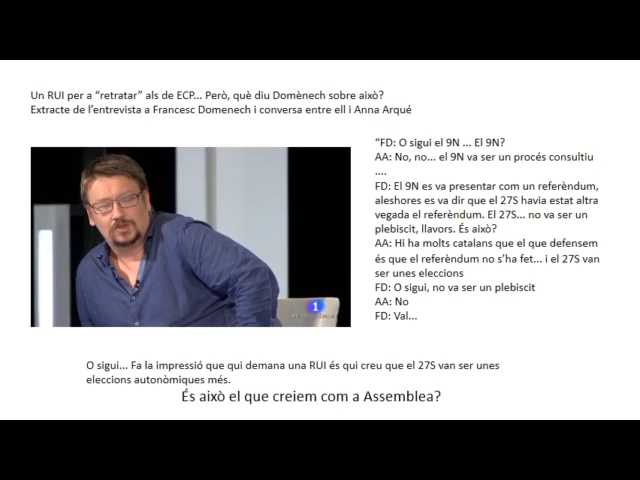 Un RUI per a “retratar” als de ECP... Però, què diu Domènech sobre això?
Extracte de l’entrevista a Francesc Domenech i conversa entre ell i Anna Arqué
“FD: O sigui el 9N ... El 9N?
AA: No, no... el 9N va ser un procés consultiu
....
FD: El 9N es va presentar com un referèndum,
aleshores es va dir que el 27S havia estat altra
vegada el referèndum. El 27S... no va ser un
plebiscit, llavors. És això?
AA: Hi ha molts catalans que el que defensem
és que el referèndum no s’ha fet... i el 27S van
ser unes eleccions
FD: O sigui, no va ser un plebiscit
AA: No
FD: Val...
1
O sigui... Fa la impressió que qui demana una RUI és qui creu que el 27S van ser unes
eleccions autonòmiques més.
És això el que creiem com a Assemblea?